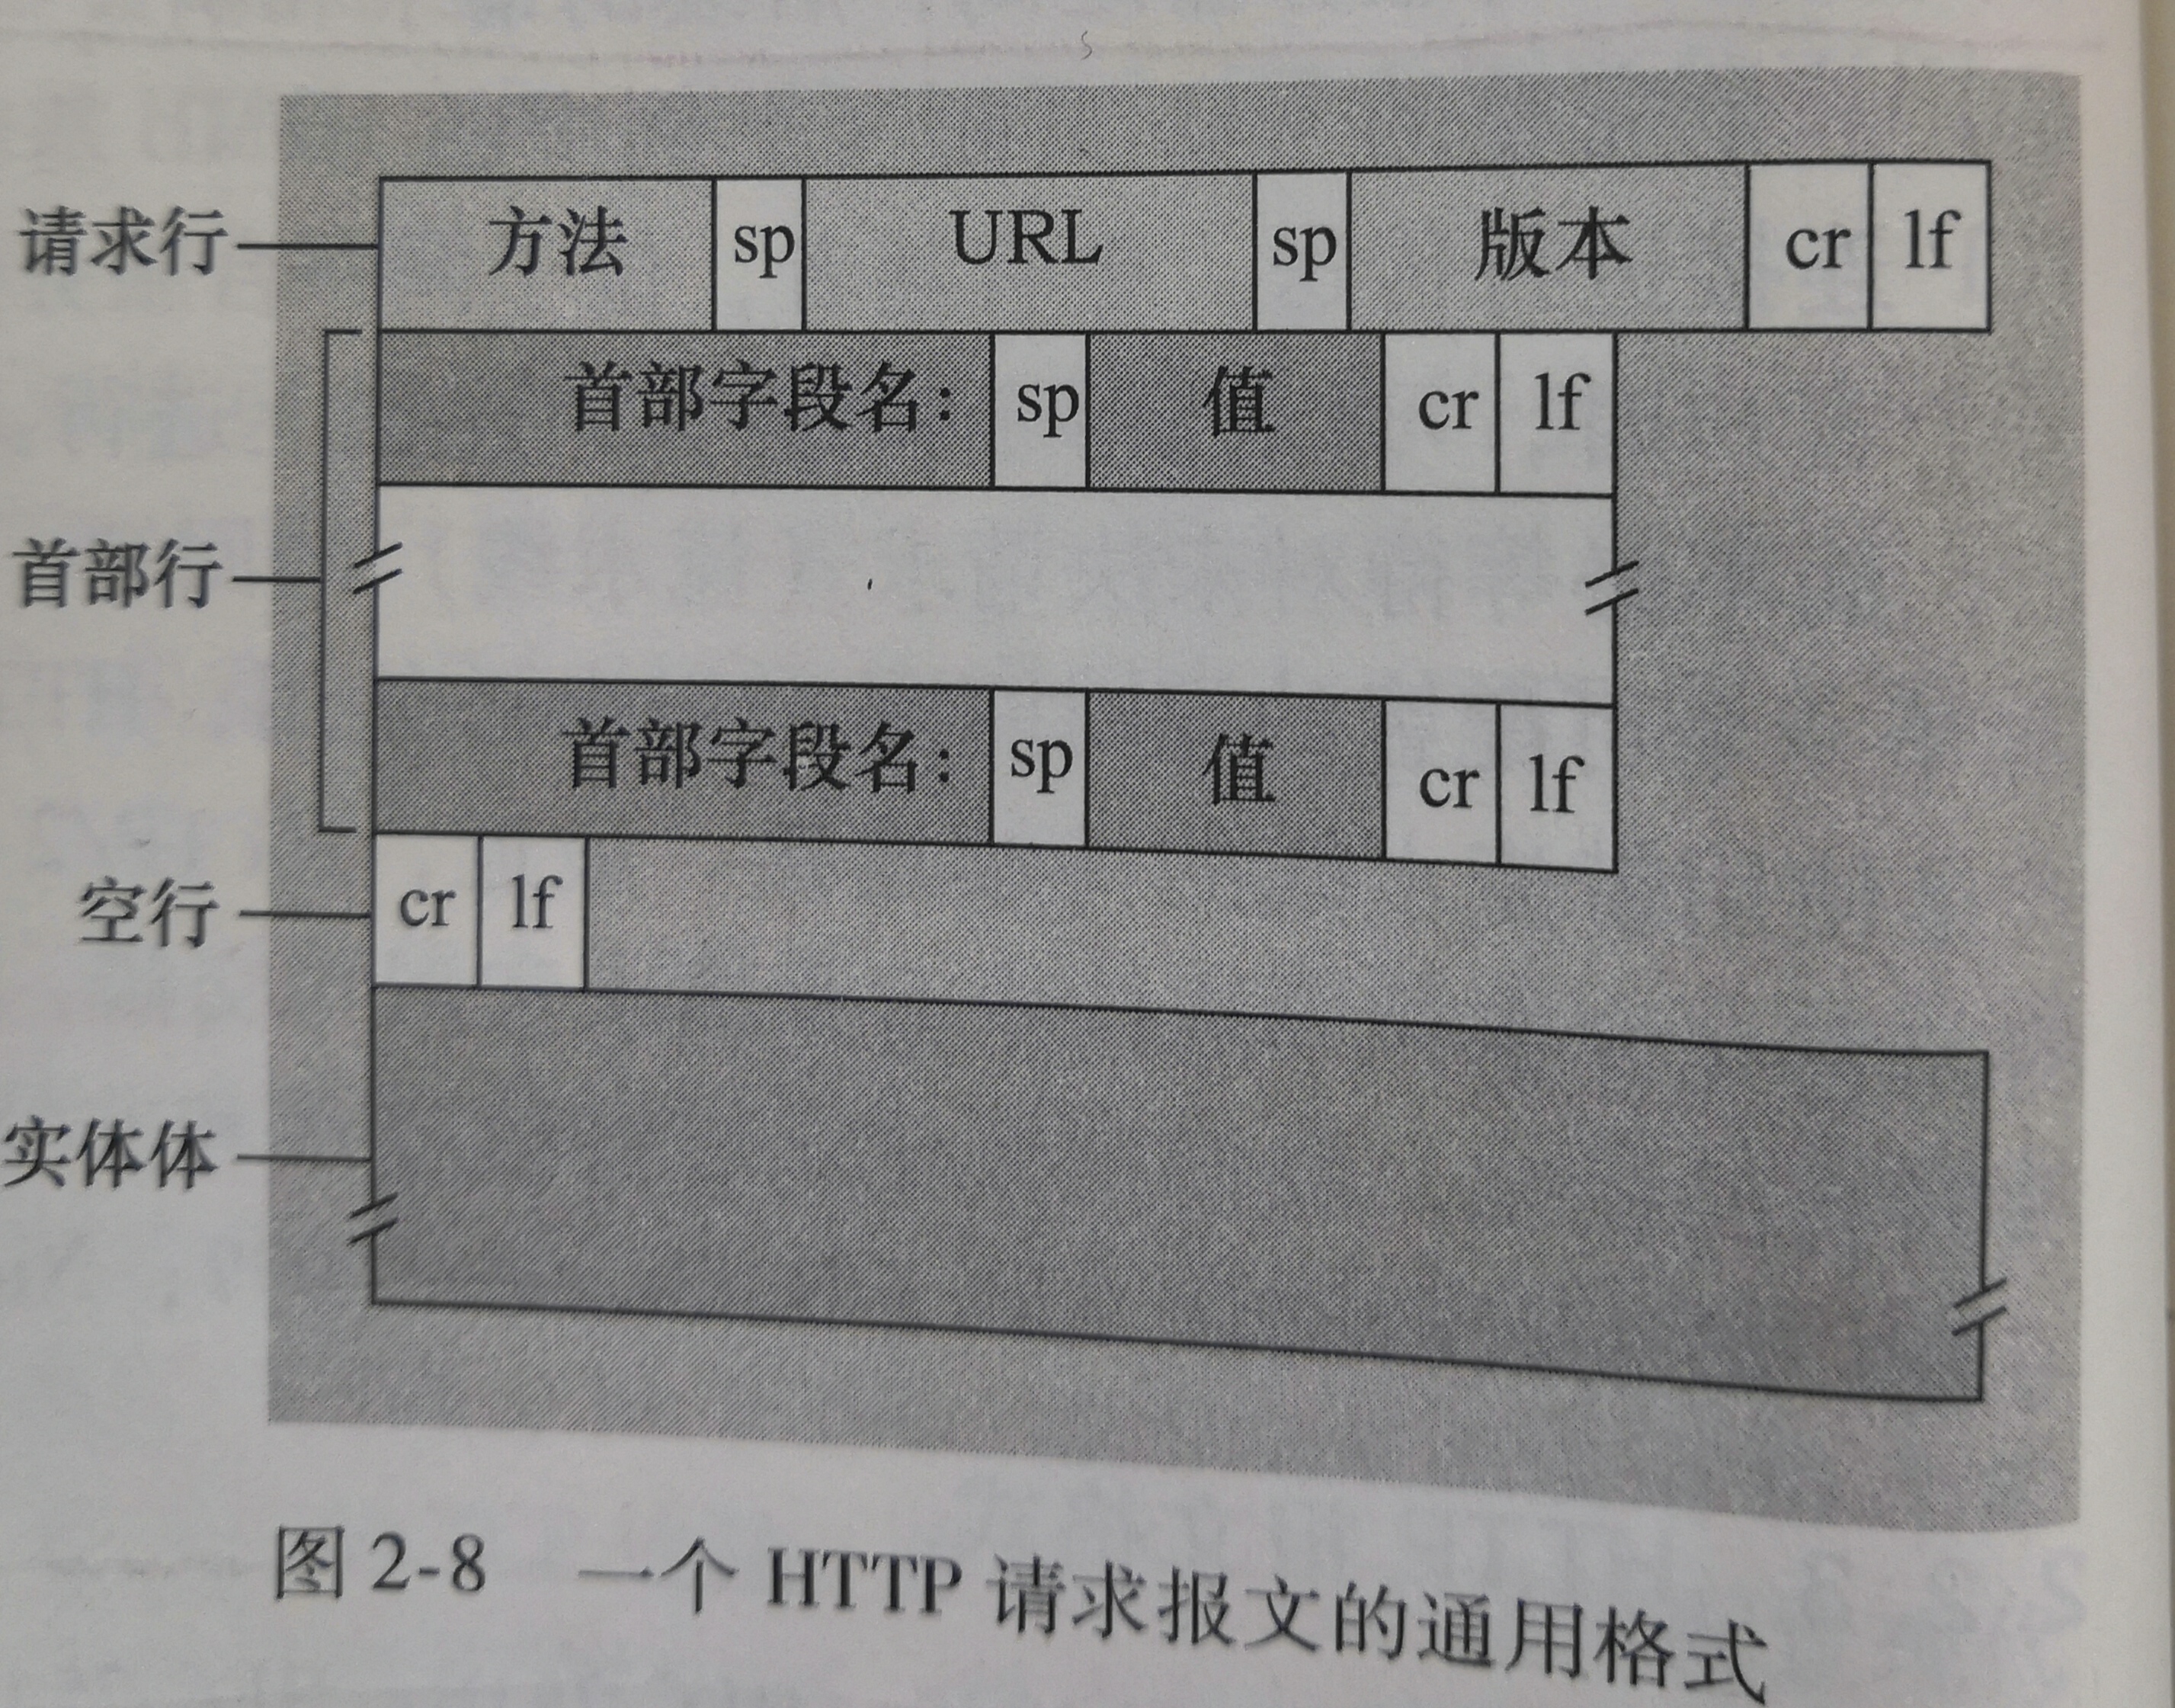 请求行 方法 sp URL sp 版本 cr lf
首部字段名： sp 值 cr lf
首部行
首部字段名： sp 值 cr lf
空行 cr lf
实体体
图 2-8 一个 HTTP 请求报文的通用格式